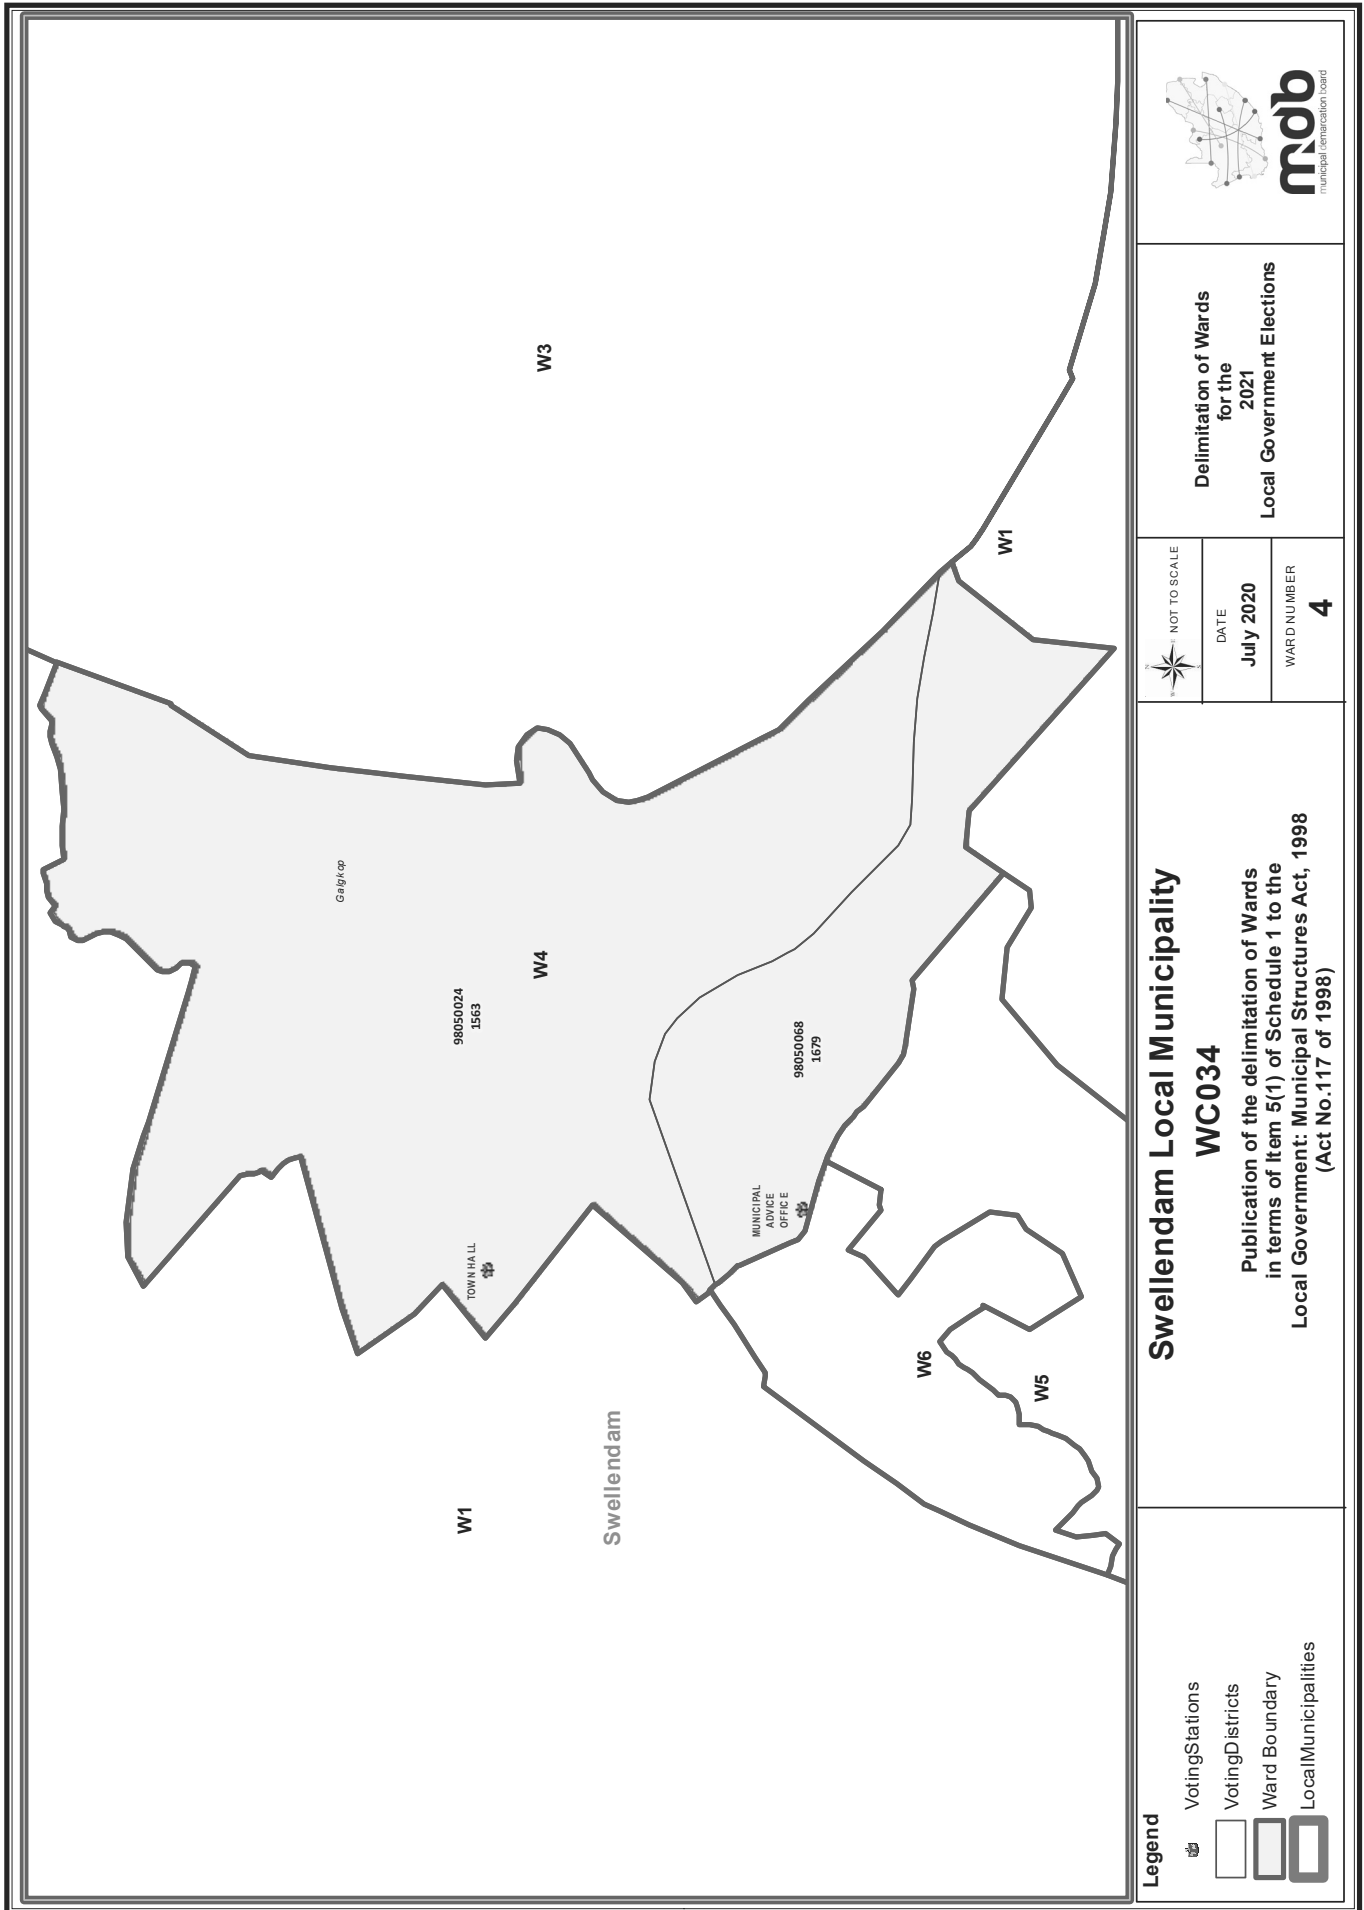 W3
W1
Galgkop
W4
98050024
1563
98050068
1679
MUNICIPAL
ADVICE
OFFICE
TOWN HALL
W6
W5
W1
Swellendam
Legend
VotingStations
VotingDistricts
Ward Boundary
LocalMunicipalities
Swellendam Local Municipality
WC034
Publication of the delimitation of Wards
in terms of Item 5(1) of Schedule 1 to the
Local Government: Municipal Structures Act, 1998
(Act No.117 of 1998)
N
E
S
W
NOT TO SCALE
DATE
July 2020
WARD NUMBER
4
Delimitation of Wards
for the
2021
Local Government Elections
mdb
municipal demarcation board